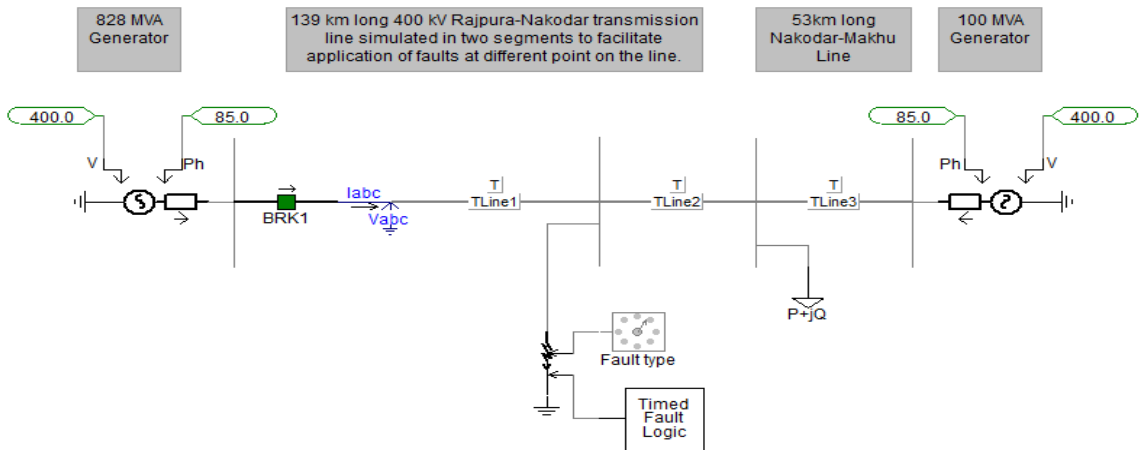 828 MVA
Generator
139 km long 400 kV Rajpura-Nakodar transmission
line simulated in two segments to facilitate
application of faults at different point on the line.
53km long
Nakodar-Makhu
Line
100 MVA
Generator
400.0
85.0
85.0
400.0
V
Ph
Ph
V
BRK1
Iabc
Vabc
T
TLine1
T
TLine2
T
TLine3
P+jQ
Fault type
Timed
Fault
Logic